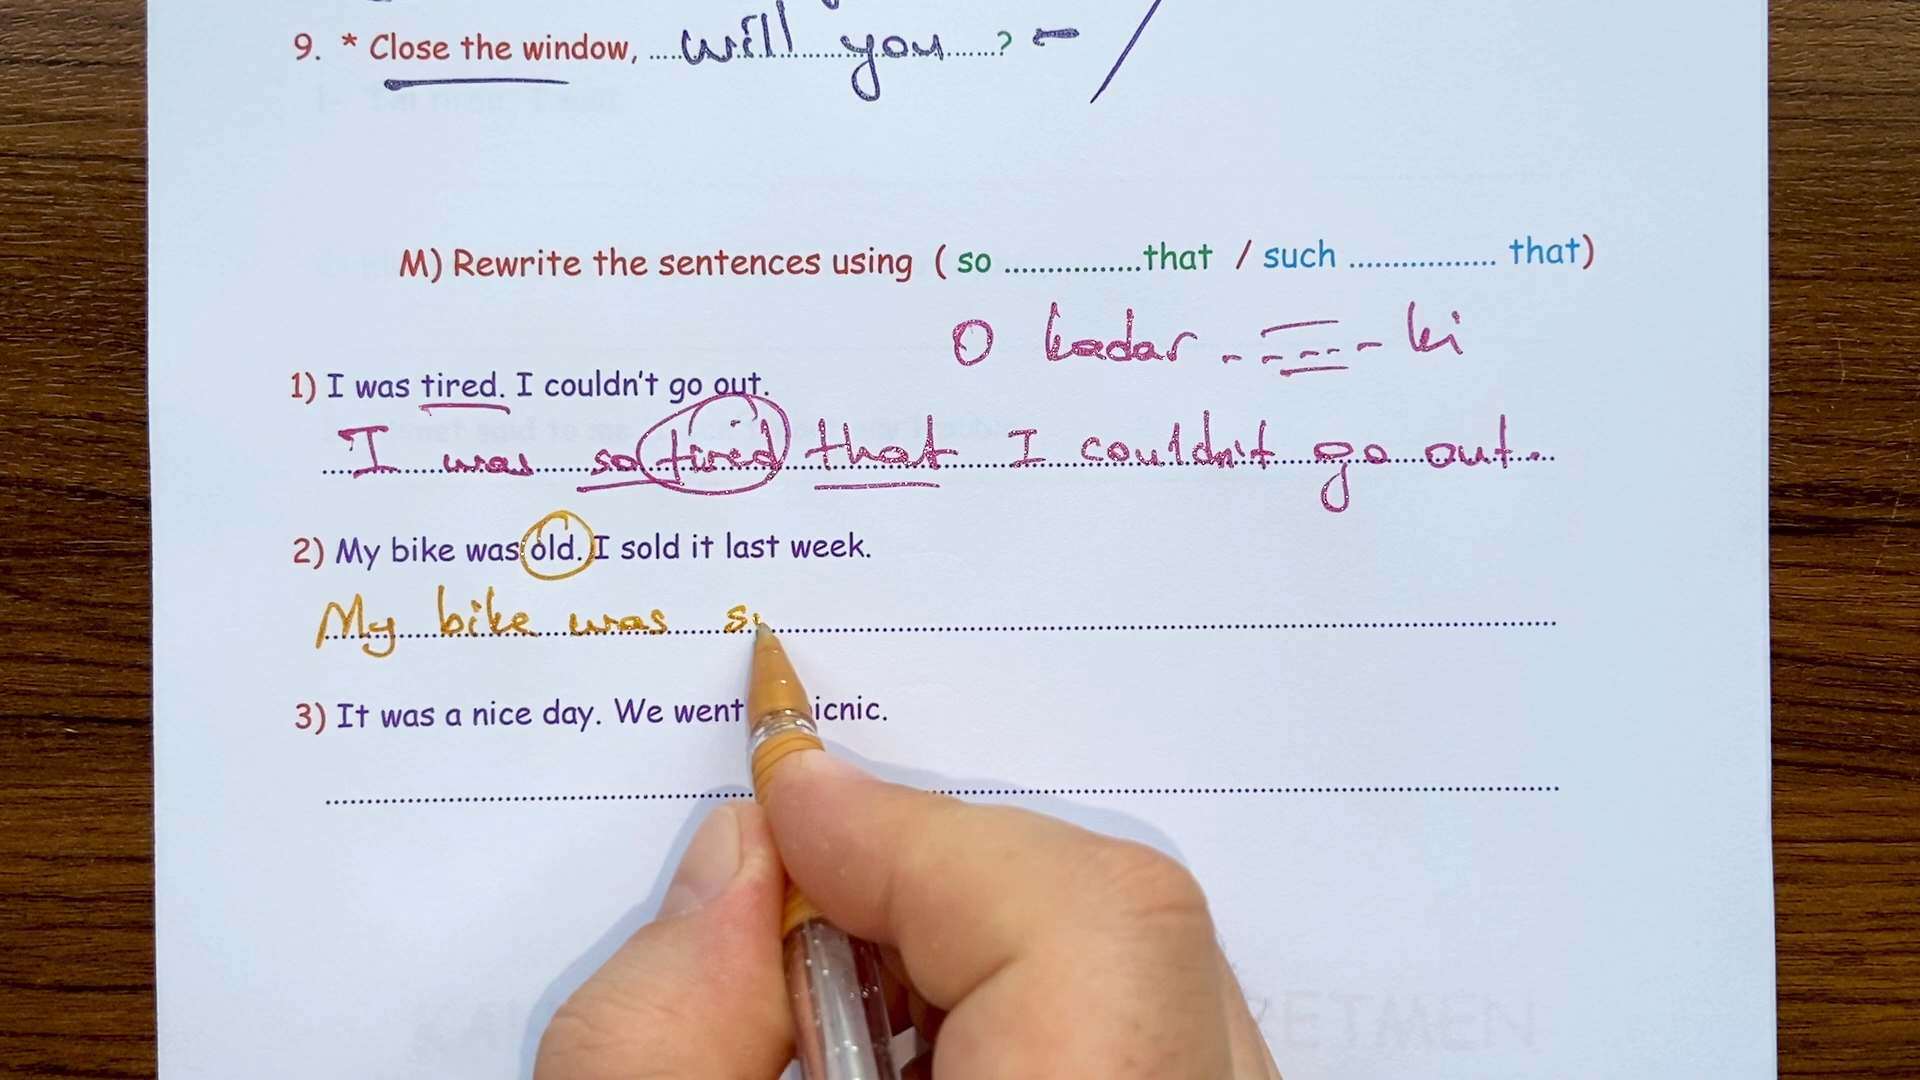 9. * Close the window, .....will you......? -
M) Rewrite the sentences using ( so ................that / such ................. that)
O kadar ------ ki
1) I was tired. I couldn't go out.
I was so tired that I couldn't go out.
2) My bike was old. I sold it last week.
My bike was s
3) It was a nice day. We went icnic.